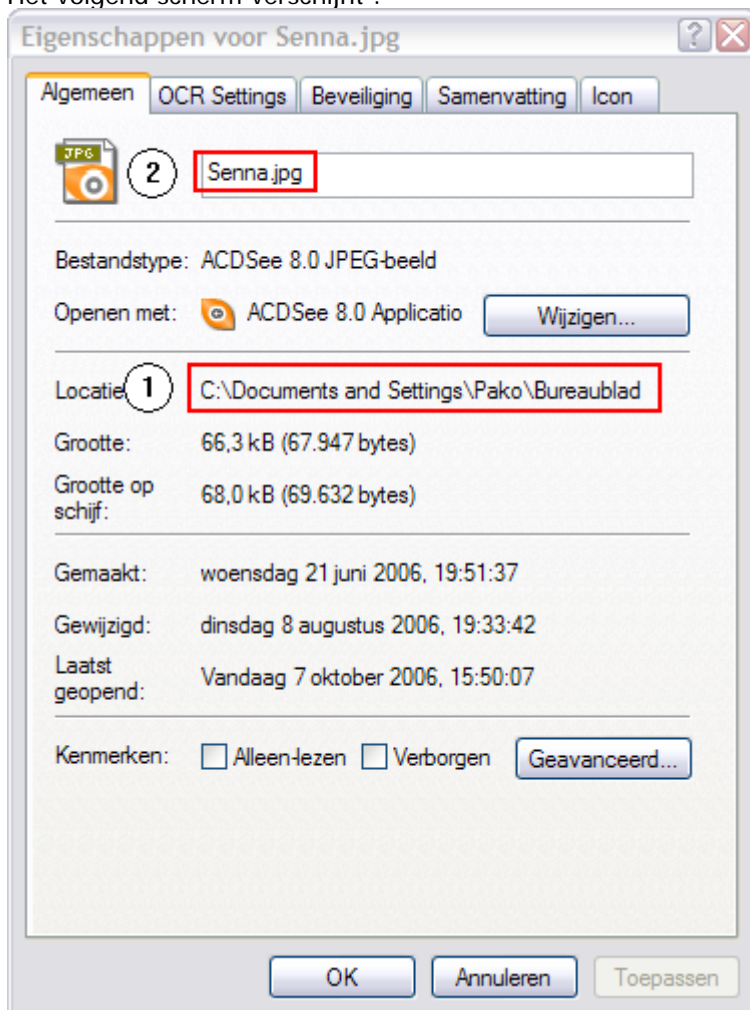 Het volgend scherm verschijnt :
Eigenschappen voor Senna.jpg
Algemeen OCR Settings Beveiliging Samenvatting Icon
JPG 2 Senna.jpg
Bestandstype: ACDSee 8.0 JPEG-beeld
Openen met: ACDSee 8.0 Applicatio Wijzigen...
Locatie 1 C:\Documents and Settings\Pako\Bureaublad
Grootte: 66,3 kB (67.947 bytes)
Grootte op
schijf: 68,0 kB (69.632 bytes)
Gemaakt: woensdag 21 juni 2006, 19:51:37
Gewijzigd: dinsdag 8 augustus 2006, 19:33:42
Laatst
geopend: Vandaag 7 oktober 2006, 15:50:07
Kenmerken: Alleen-lezen Verborgen Geavanceerd...
OK Annuleren Toepassen